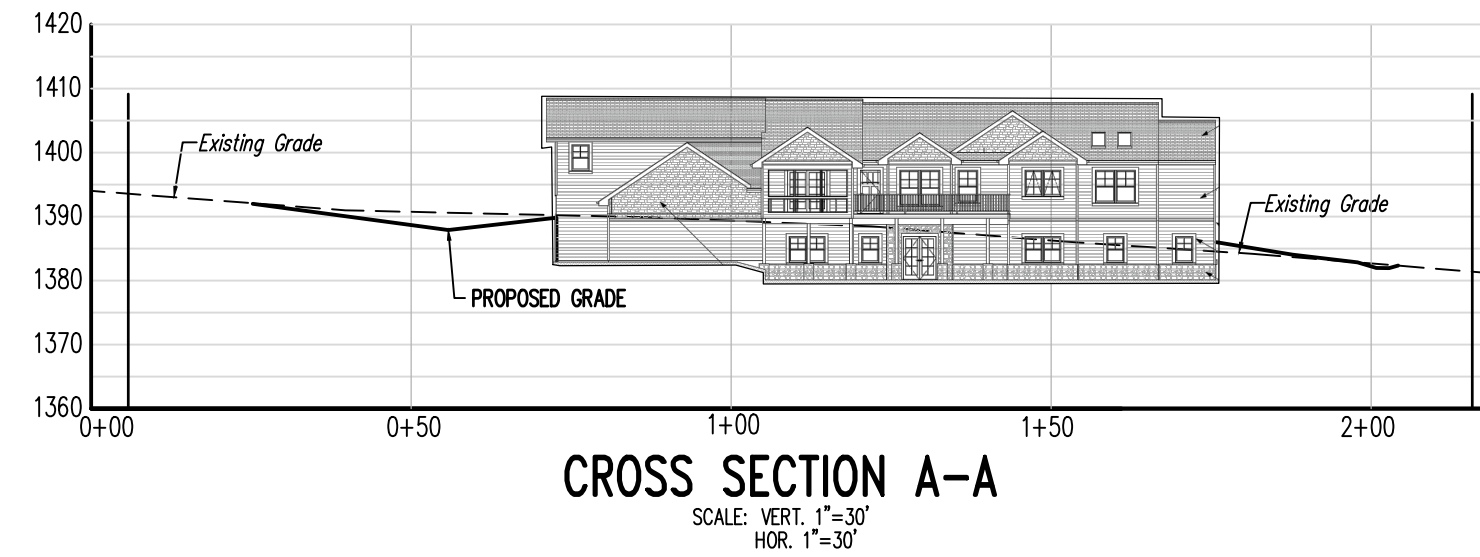 1420
1410
1400
1390
1380
1370
1360
Existing Grade
Existing Grade
PROPOSED GRADE
0+00 0+50 1+00 1+50 2+00
CROSS SECTION A-A
SCALE: VERT. 1"=30'
HOR. 1"=30'